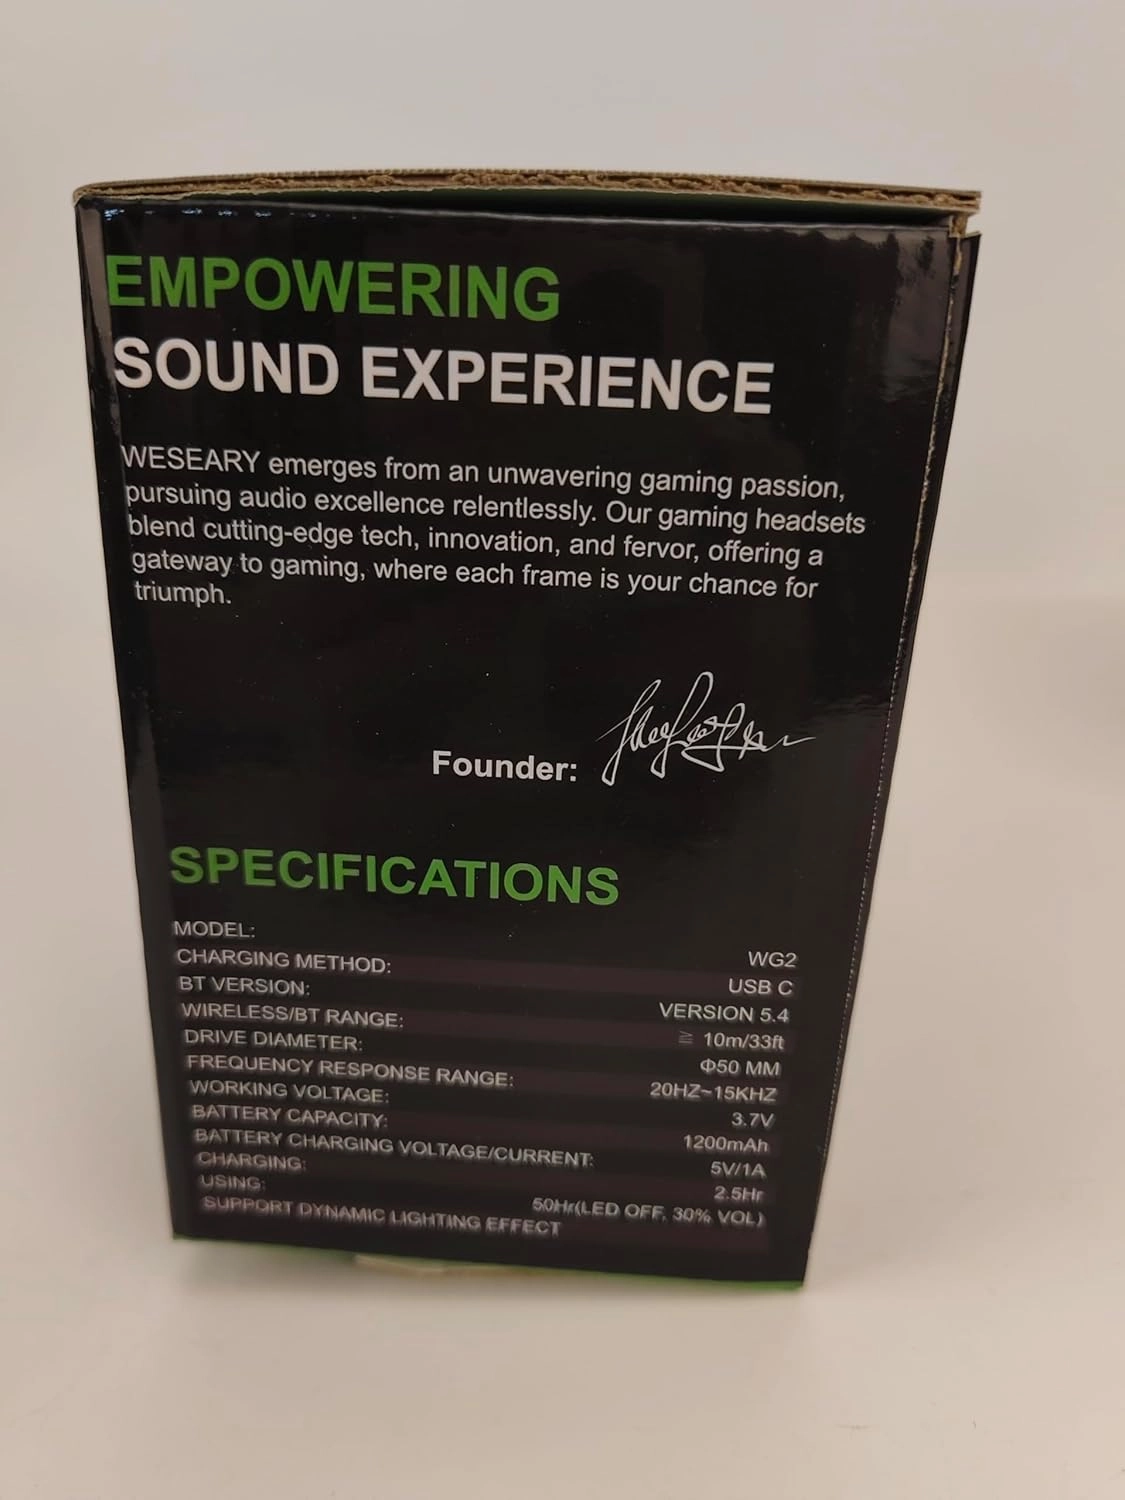 EMPOWERING
SOUND EXPERIENCE
WESEARY emerges from an unwavering gaming passion,
pursuing audio excellence relentlessly. Our gaming headsets
blend cutting-edge tech, innovation, and fervor, offering a
gateway to gaming, where each frame is your chance for
triumph.
Founder:
SPECIFICATIONS
MODEL: WG2
CHARGING METHOD: USB C
BT VERSION: VERSION 5.4
WIRELESS/BT RANGE: ≧ 10m/33ft
DRIVE DIAMETER: Φ50 MM
FREQUENCY RESPONSE RANGE: 20HZ~15KHZ
WORKING VOLTAGE: 3.7V
BATTERY CAPACITY: 1200mAh
BATTERY CHARGING VOLTAGE/CURRENT: 5V/1A
CHARGING: 2.5Hr
USING: 50Hr(LED OFF, 30% VOL)
SUPPORT DYNAMIC LIGHTING EFFECT